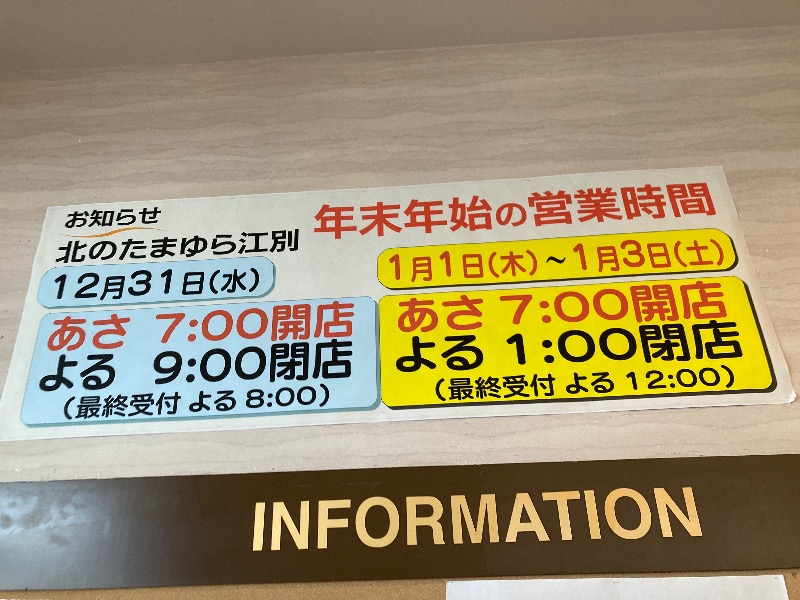 お知らせ
北のたまゆら江別
年末年始の営業時間
12月31日(水)
あさ 7:00開店
よる 9:00閉店
(最終受付 よる 8:00)
1月1日(木)~1月3日(土)
あさ 7:00開店
よる 1:00閉店
(最終受付 よる 12:00)
INFORMATION